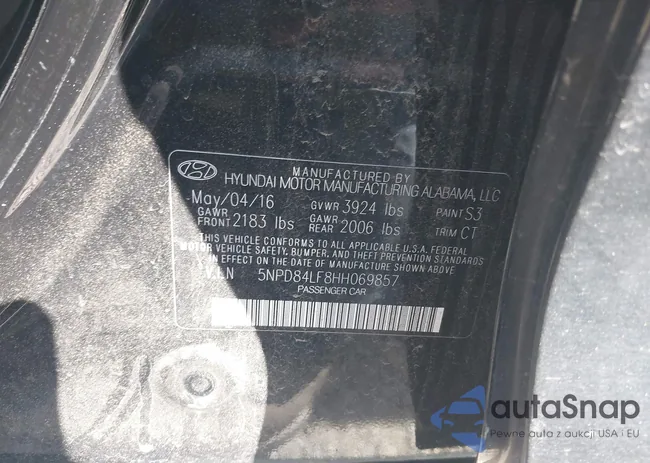 MANUFACTURED BY
HYUNDAI MOTOR MANUFACTURING ALABAMA, LLC
May/04/16 GVWR 3924 lbs PAINT S3
GAWR FRONT 2183 lbs GAWR REAR 2006 lbs TRIM CT
THIS VEHICLE CONFORMS TO ALL APPLICABLE U.S.A. FEDERAL
MOTOR VEHICLE SAFETY, BUMPER, AND THEFT PREVENTION STANDARDS
IN EFFECT ON THE DATE OF MANUFACTURE SHOWN ABOVE
V.I.N 5NPD84LF8HH069857
PASSENGER CAR
autaSnap
Pewne auta z aukcji USA i EU